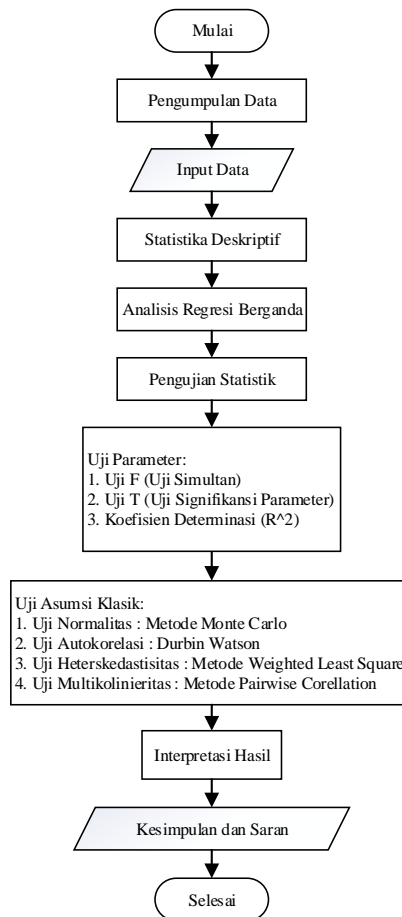 Mulai
Pengumpulan Data
Input Data
Statistika Deskriptif
Analisis Regresi Berganda
Pengujian Statistik
Uji Parameter:
1. Uji F (Uji Simultan)
2. Uji T (Uji Signifikansi Parameter)
3. Koefisien Determinasi (R^2)
Uji Asumsi Klasik:
1. Uji Normalitas : Metode Monte Carlo
2. Uji Autokorelasi : Durbin Watson
3. Uji Heterskedastisitas : Metode Weighted Least Square
4. Uji Multikolinieritas : Metode Pairwise Corellation
Interpretasi Hasil
Kesimpulan dan Saran
Selesai